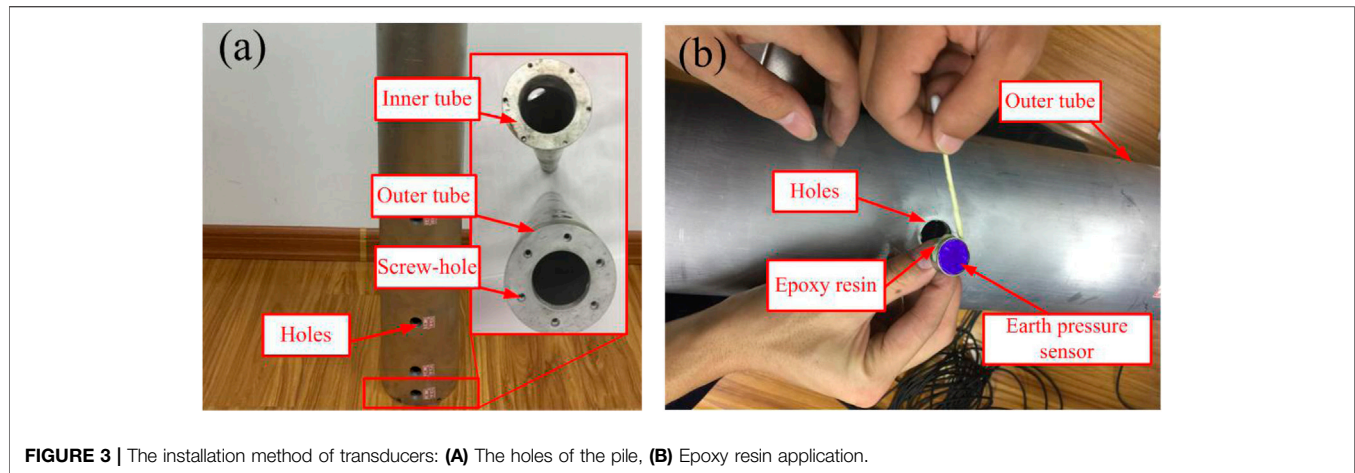 (a)
Inner tube
Outer tube
Screw-hole
Holes
(b)
Outer tube
Holes
Epoxy resin
Earth pressure
sensor
FIGURE 3 | The installation method of transducers: (A) The holes of the pile, (B) Epoxy resin application.